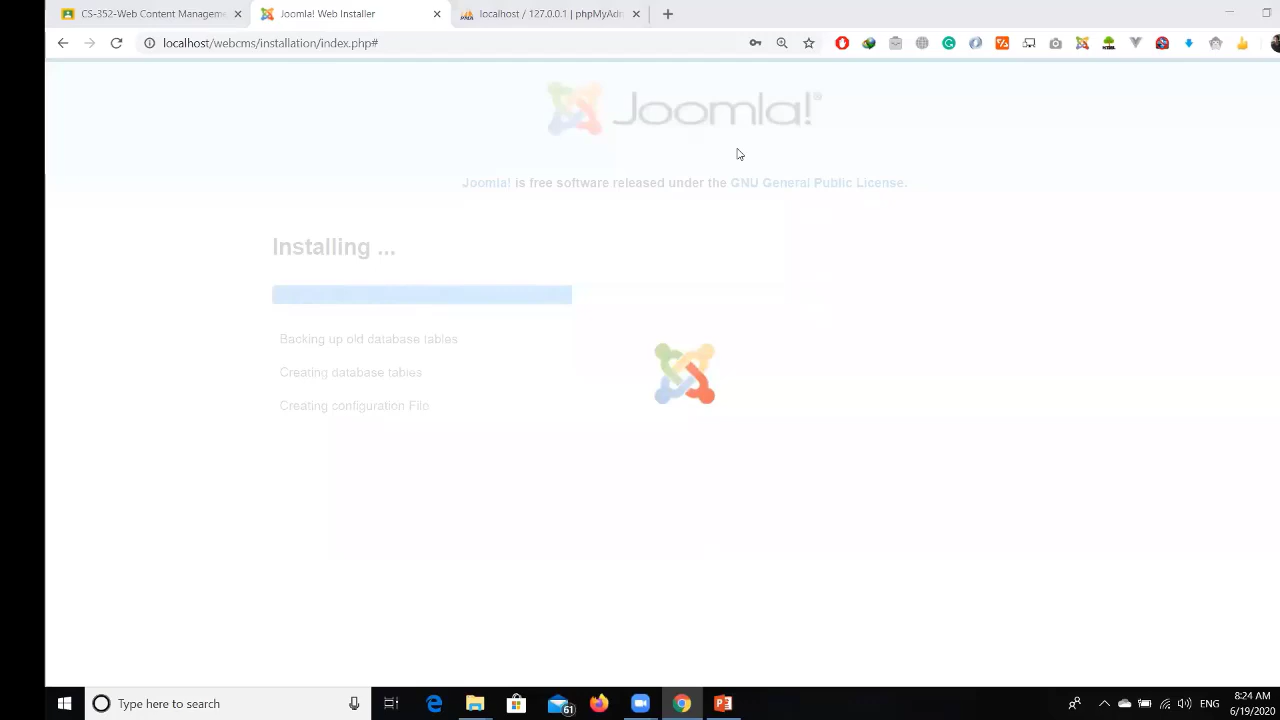 CS-352-Web Content Manageme
Joomla! Web Installer
localhost / 127.0.0.1 | phpMyAdm
localhost/uebcms/installation/index.php#
Joomla!®
Joomla! is free software released under the GNU General Public License.
Installing ...
Backing up old database tables
Creating database tables
Creating configuration File
Type here to search
61
ENG
8:24 AM
6/19/2020